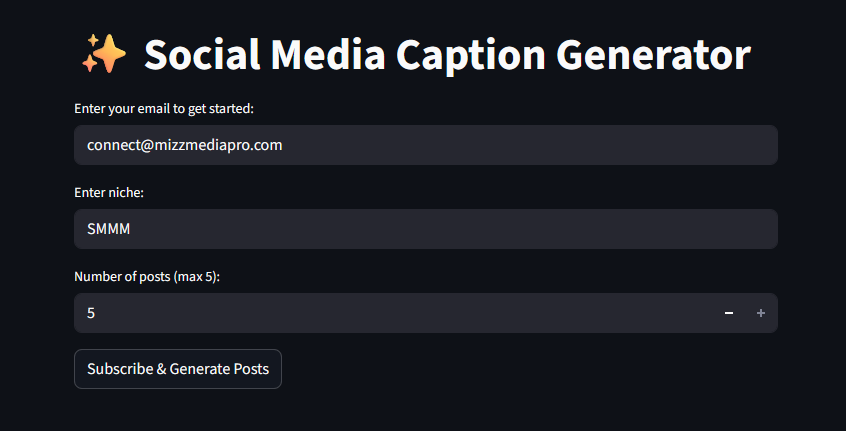 ✨ Social Media Caption Generator
Enter your email to get started:
connect@mizzmediapro.com
Enter niche:
SMMM
Number of posts (max 5):
5
Subscribe & Generate Posts